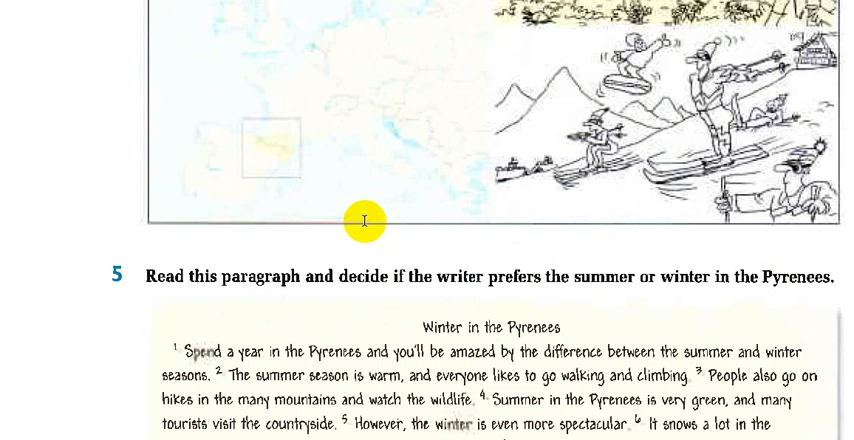 5 Read this paragraph and decide if the writer prefers the summer or winter in the Pyrenees.
Winter in the Pyrenees
1 Spend a year in the Pyrenees and you'll be amazed by the difference between the summer and winter
seasons. 2 The summer season is warm, and everyone likes to go walking and climbing. 3 People also go on
hikes in the many mountains and watch the wildlife. 4 Summer in the Pyrenees is very green, and many
tourists visit the countryside. 5 However, the winter is even more spectacular. 6 It snows a lot in the